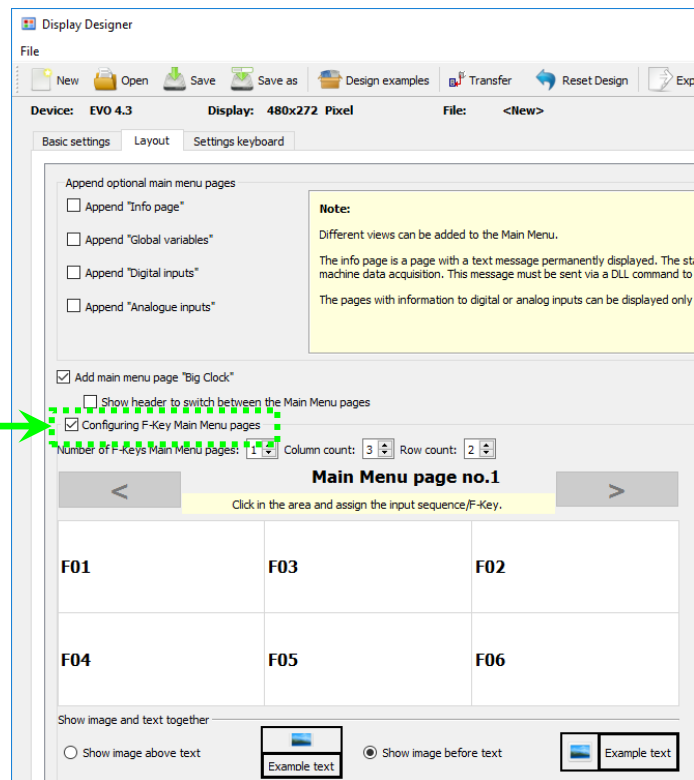 Display Designer
File
New Open Save Save as Design examples Transfer Reset Design Exp
Device: EVO 4.3 Display: 480x272 Pixel File: <New>
Basic settings Layout Settings keyboard
Append optional main menu pages
Append "Info page"
Append "Global variables"
Append "Digital inputs"
Append "Analogue inputs"
Note:
Different views can be added to the Main Menu.
The info page is a page with a text message permanently displayed. The sta
machine data acquisition. This message must be sent via a DLL command to
The pages with information to digital or analog inputs can be displayed only
Add main menu page "Big Clock"
Show header to switch between the Main Menu pages
Configuring F-Key Main Menu pages
Number of F-Keys Main Menu pages: 1 Column count: 3 Row count: 2
< Main Menu page no.1 >
Click in the area and assign the input sequence/F-Key.
F01 F03 F02
F04 F05 F06
Show image and text together
Show image above text Example text Show image before text Example text